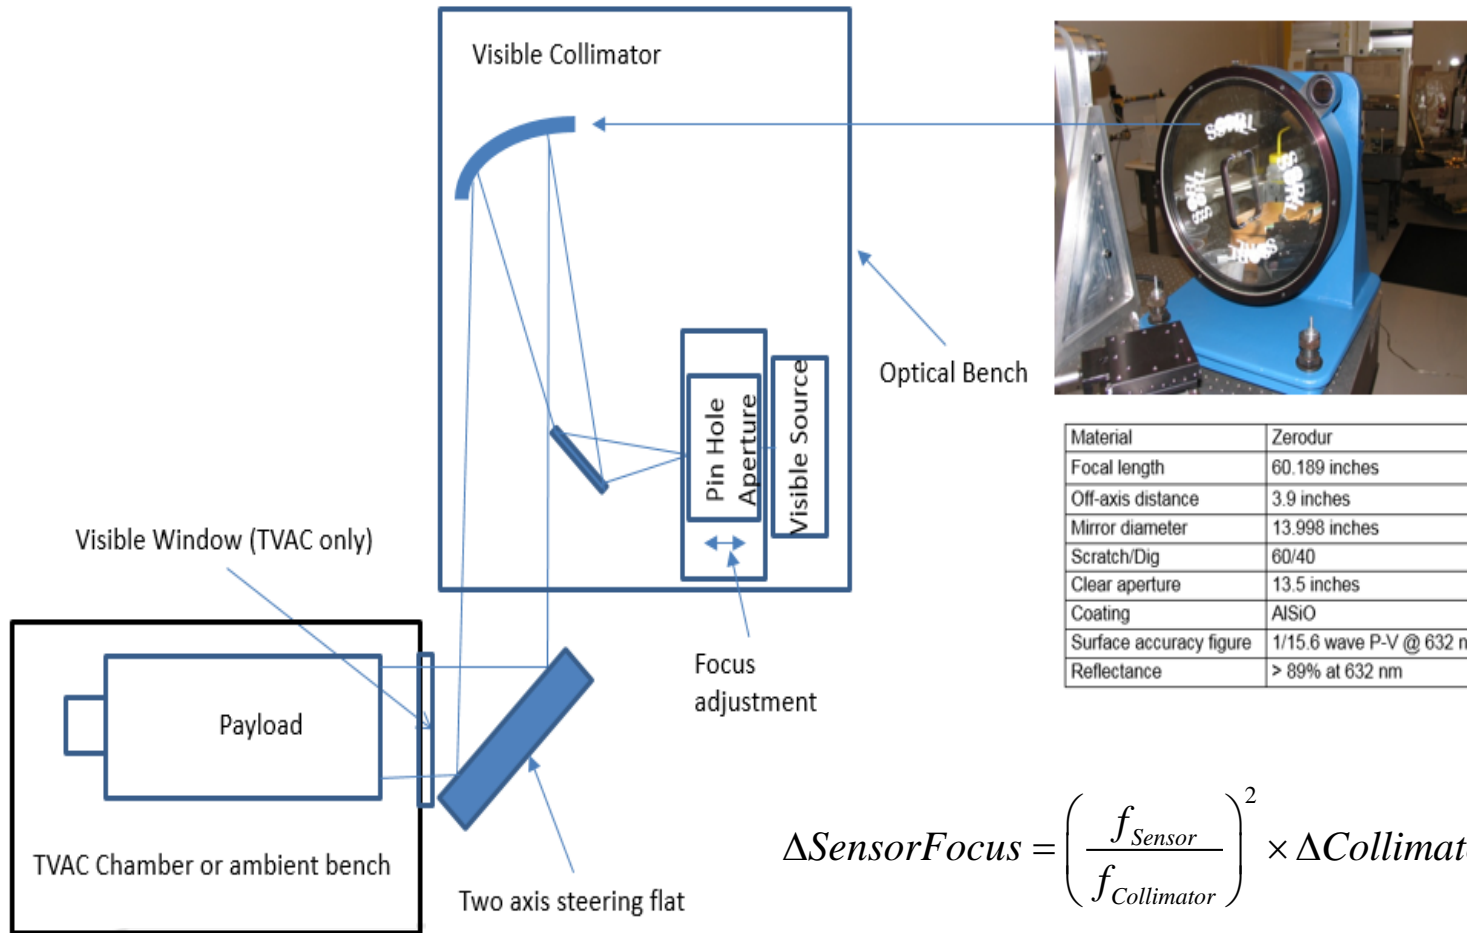 Visible Collimator
Optical Bench
Pin Hole
Aperture
Visible Source
Focus
adjustment
Visible Window (TVAC only)
Payload
TVAC Chamber or ambient bench
Two axis steering flat
SORL
Material Zerodur
Focal length 60.189 inches
Off-axis distance 3.9 inches
Mirror diameter 13.998 inches
Scratch/Dig 60/40
Clear aperture 13.5 inches
Coating AlSiO
Surface accuracy figure 1/15.6 wave P-V @ 632 n
Reflectance > 89% at 632 nm
ΔSensorFocus = (f_Sensor / f_Collimator)² × ΔCollimat